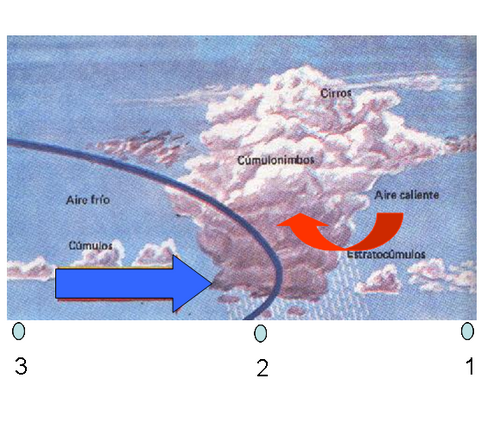 Cirros
Cúmulonimbos
Aire frío
Aire caliente
Cúmulos
Estratocúmulos
3
2
1